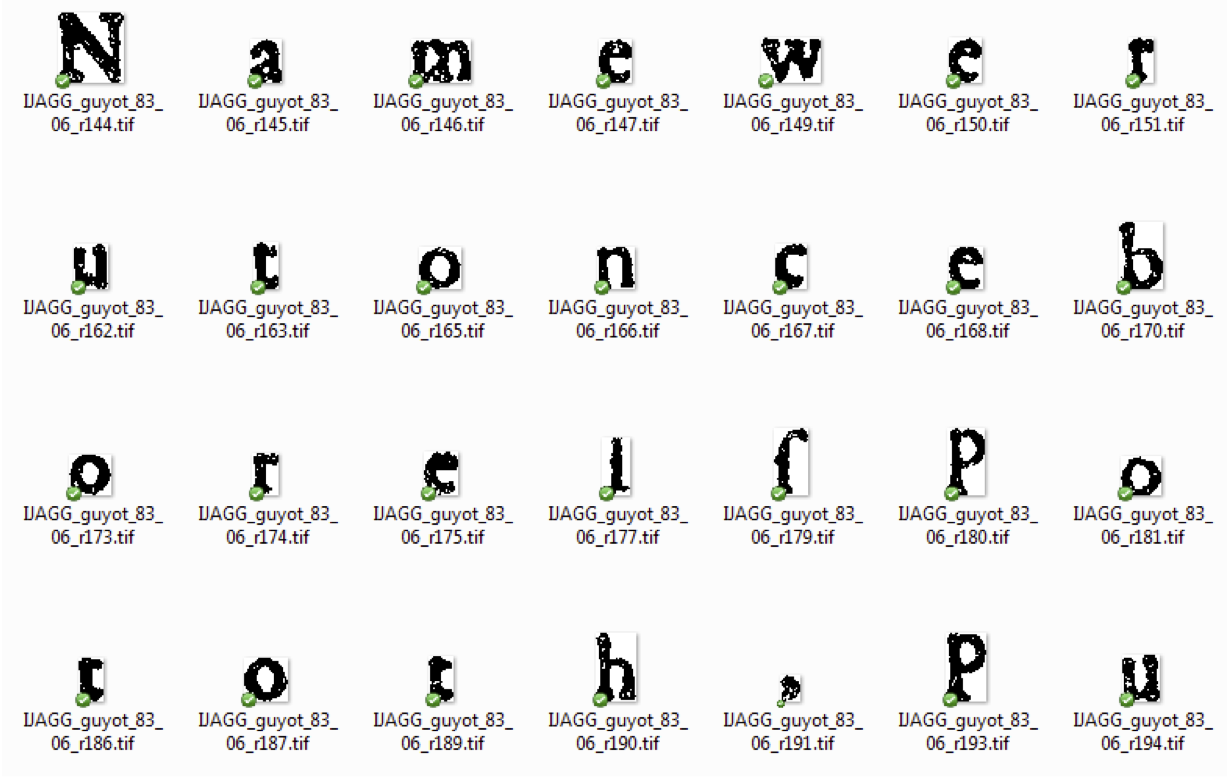 N a m e w e r
IJAGG_guyot_83_ IJAGG_guyot_83_ IJAGG_guyot_83_ IJAGG_guyot_83_ IJAGG_guyot_83_ IJAGG_guyot_83_ IJAGG_guyot_83_
06_r144.tif 06_r145.tif 06_r146.tif 06_r147.tif 06_r149.tif 06_r150.tif 06_r151.tif
u t o n c e b
IJAGG_guyot_83_ IJAGG_guyot_83_ IJAGG_guyot_83_ IJAGG_guyot_83_ IJAGG_guyot_83_ IJAGG_guyot_83_ IJAGG_guyot_83_
06_r162.tif 06_r163.tif 06_r165.tif 06_r166.tif 06_r167.tif 06_r168.tif 06_r170.tif
o r e l ſ p o
IJAGG_guyot_83_ IJAGG_guyot_83_ IJAGG_guyot_83_ IJAGG_guyot_83_ IJAGG_guyot_83_ IJAGG_guyot_83_ IJAGG_guyot_83_
06_r173.tif 06_r174.tif 06_r175.tif 06_r177.tif 06_r179.tif 06_r180.tif 06_r181.tif
t o t h , p u
IJAGG_guyot_83_ IJAGG_guyot_83_ IJAGG_guyot_83_ IJAGG_guyot_83_ IJAGG_guyot_83_ IJAGG_guyot_83_ IJAGG_guyot_83_
06_r186.tif 06_r187.tif 06_r189.tif 06_r190.tif 06_r191.tif 06_r193.tif 06_r194.tif